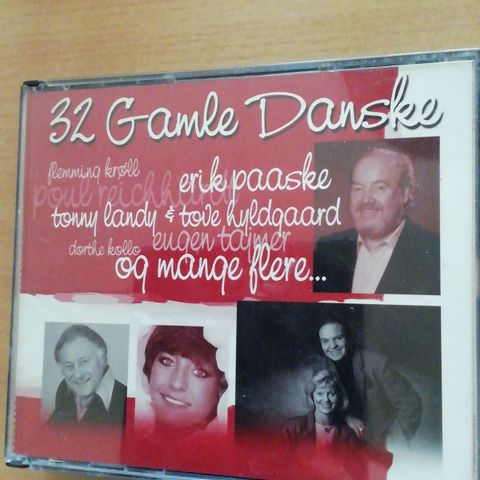 32 Gamle Danske
flemming krøll
erik paaske
poul reichhardt
tonny landy & tove hyldgaard
eugen tajmer
dorthe kollo
og mange flere...